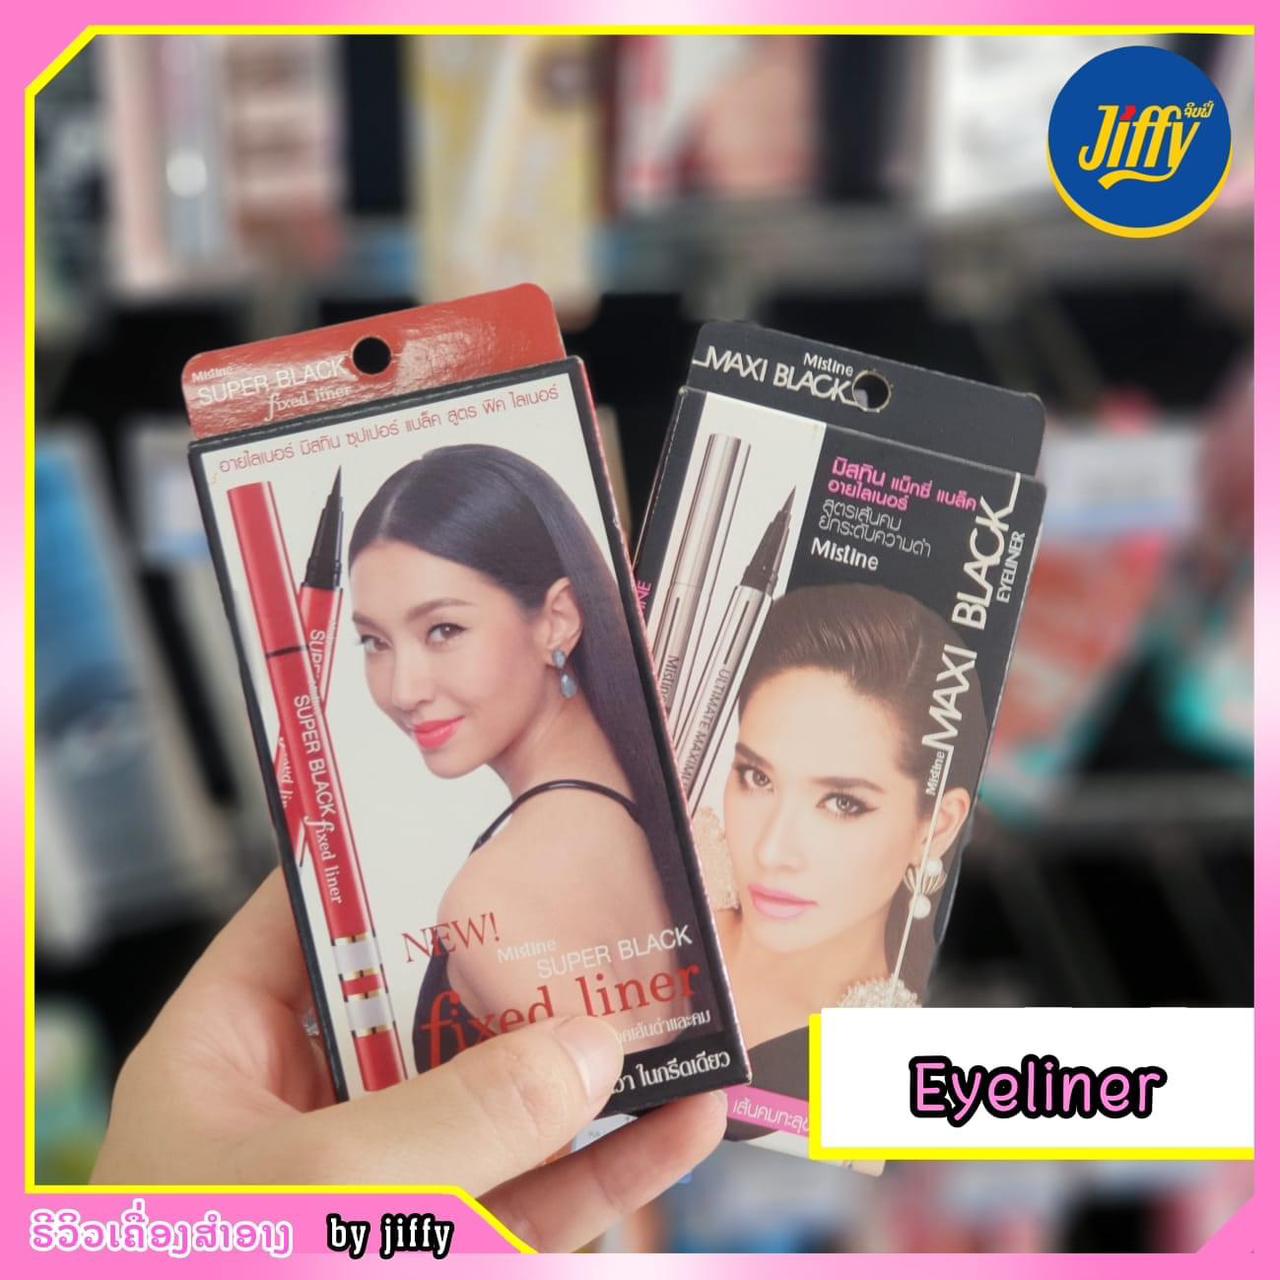 Jiffy
ຈິບຟີ່
Mistine
SUPER BLACK
fixed liner
อายไลเนอร์ มิสทิน ซุปเปอร์ แบล็ค สูตร ฟิค ไลเนอร์
SUPER BLACK fixed liner
NEW!
Mistine
SUPER BLACK
fixed liner
ในกรีดเดียว
Mistine
MAXI BLACK
มิสทิน แม็กซี่ แบล็ค
อายไลเนอร์
สูตรเส้นคม
ยกระดับความดำ
Mistine
Mistine MAXI BLACK
EYELINER
Mistine
ULTIMATE
Eyeliner
ຣີວິວເຄື່ອງສຳອາງ by jiffy